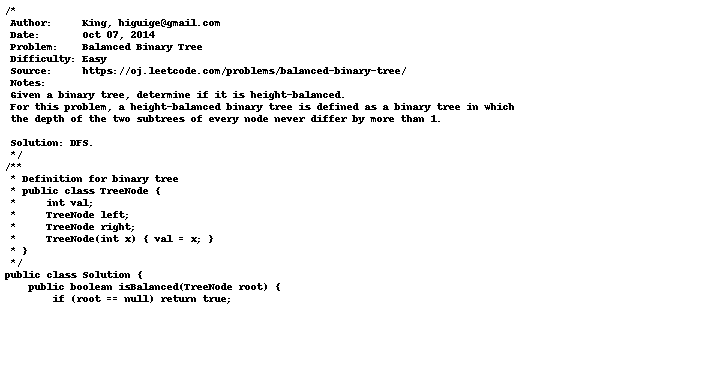 /*
 Author:     King, higuige@gmail.com
 Date:       Oct 07, 2014
 Problem:    Balanced Binary Tree
 Difficulty: Easy
 Source:     https://oj.leetcode.com/problems/balanced-binary-tree/
 Notes:
 Given a binary tree, determine if it is height-balanced.
 For this problem, a height-balanced binary tree is defined as a binary tree in which
 the depth of the two subtrees of every node never differ by more than 1.

 Solution: DFS.
 */
/**
 * Definition for binary tree
 * public class TreeNode {
 *     int val;
 *     TreeNode left;
 *     TreeNode right;
 *     TreeNode(int x) { val = x; }
 * }
 */
public class Solution {
    public boolean isBalanced(TreeNode root) {
        if (root == null) return true;